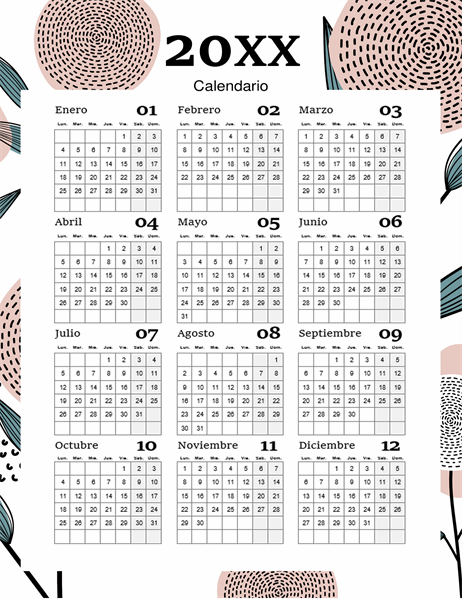 20XX
Calendario
Enero 01
Lun. Mar. Mie. Jue. Vie. Sab. Dom.
1 2 3
4 5 6 7 8 9 10
11 12 13 14 15 16 17
18 19 20 21 22 23 24
25 26 27 28 29 30 31
Febrero 02
Lun. Mar. Mie. Jue. Vie. Sab. Dom.
1 2 3 4 5 6 7
8 9 10 11 12 13 14
15 16 17 18 19 20 21
22 23 24 25 26 27 28
Marzo 03
Lun. Mar. Mie. Jue. Vie. Sab. Dom.
1 2 3 4 5 6 7
8 9 10 11 12 13 14
15 16 17 18 19 20 21
22 23 24 25 26 27 28
29 30 31
Abril 04
Lun. Mar. Mie. Jue. Vie. Sab. Dom.
1 2 3 4
5 6 7 8 9 10 11
12 13 14 15 16 17 18
19 20 21 22 23 24 25
26 27 28 29 30
Mayo 05
Lun. Mar. Mie. Jue. Vie. Sab. Dom.
1 2
3 4 5 6 7 8 9
10 11 12 13 14 15 16
17 18 19 20 21 22 23
24 25 26 27 28 29 30
31
Junio 06
Lun. Mar. Mie. Jue. Vie. Sab. Dom.
1 2 3 4 5 6
7 8 9 10 11 12 13
14 15 16 17 18 19 20
21 22 23 24 25 26 27
28 29 30
Julio 07
Lun. Mar. Mie. Jue. Vie. Sab. Dom.
1 2 3 4
5 6 7 8 9 10 11
12 13 14 15 16 17 18
19 20 21 22 23 24 25
26 27 28 29 30 31
Agosto 08
Lun. Mar. Mie. Jue. Vie. Sab. Dom.
1
2 3 4 5 6 7 8
9 10 11 12 13 14 15
16 17 18 19 20 21 22
23 24 25 26 27 28 29
30 31
Septiembre 09
Lun. Mar. Mie. Jue. Vie. Sab. Dom.
1 2 3 4 5
6 7 8 9 10 11 12
13 14 15 16 17 18 19
20 21 22 23 24 25 26
27 28 29 30
Octubre 10
Lun. Mar. Mie. Jue. Vie. Sab. Dom.
1 2 3
4 5 6 7 8 9 10
11 12 13 14 15 16 17
18 19 20 21 22 23 24
25 26 27 28 29 30 31
Noviembre 11
Lun. Mar. Mie. Jue. Vie. Sab. Dom.
1 2 3 4 5 6 7
8 9 10 11 12 13 14
15 16 17 18 19 20 21
22 23 24 25 26 27 28
29 30
Diciembre 12
Lun. Mar. Mie. Jue. Vie. Sab. Dom.
1 2 3 4 5
6 7 8 9 10 11 12
13 14 15 16 17 18 19
20 21 22 23 24 25 26
27 28 29 30 31